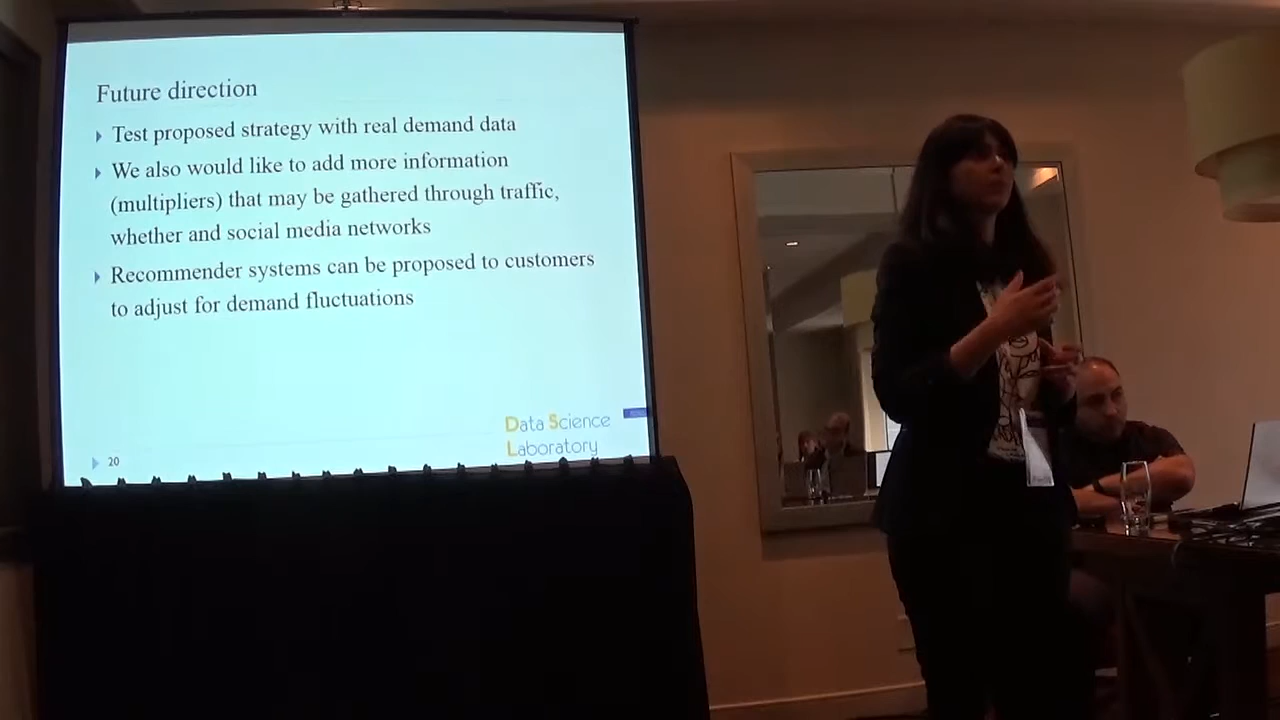 Future direction
Test proposed strategy with real demand data
We also would like to add more information
(multipliers) that may be gathered through traffic,
whether and social media networks
Recommender systems can be proposed to customers
to adjust for demand fluctuations
Data Science
Laboratory
20